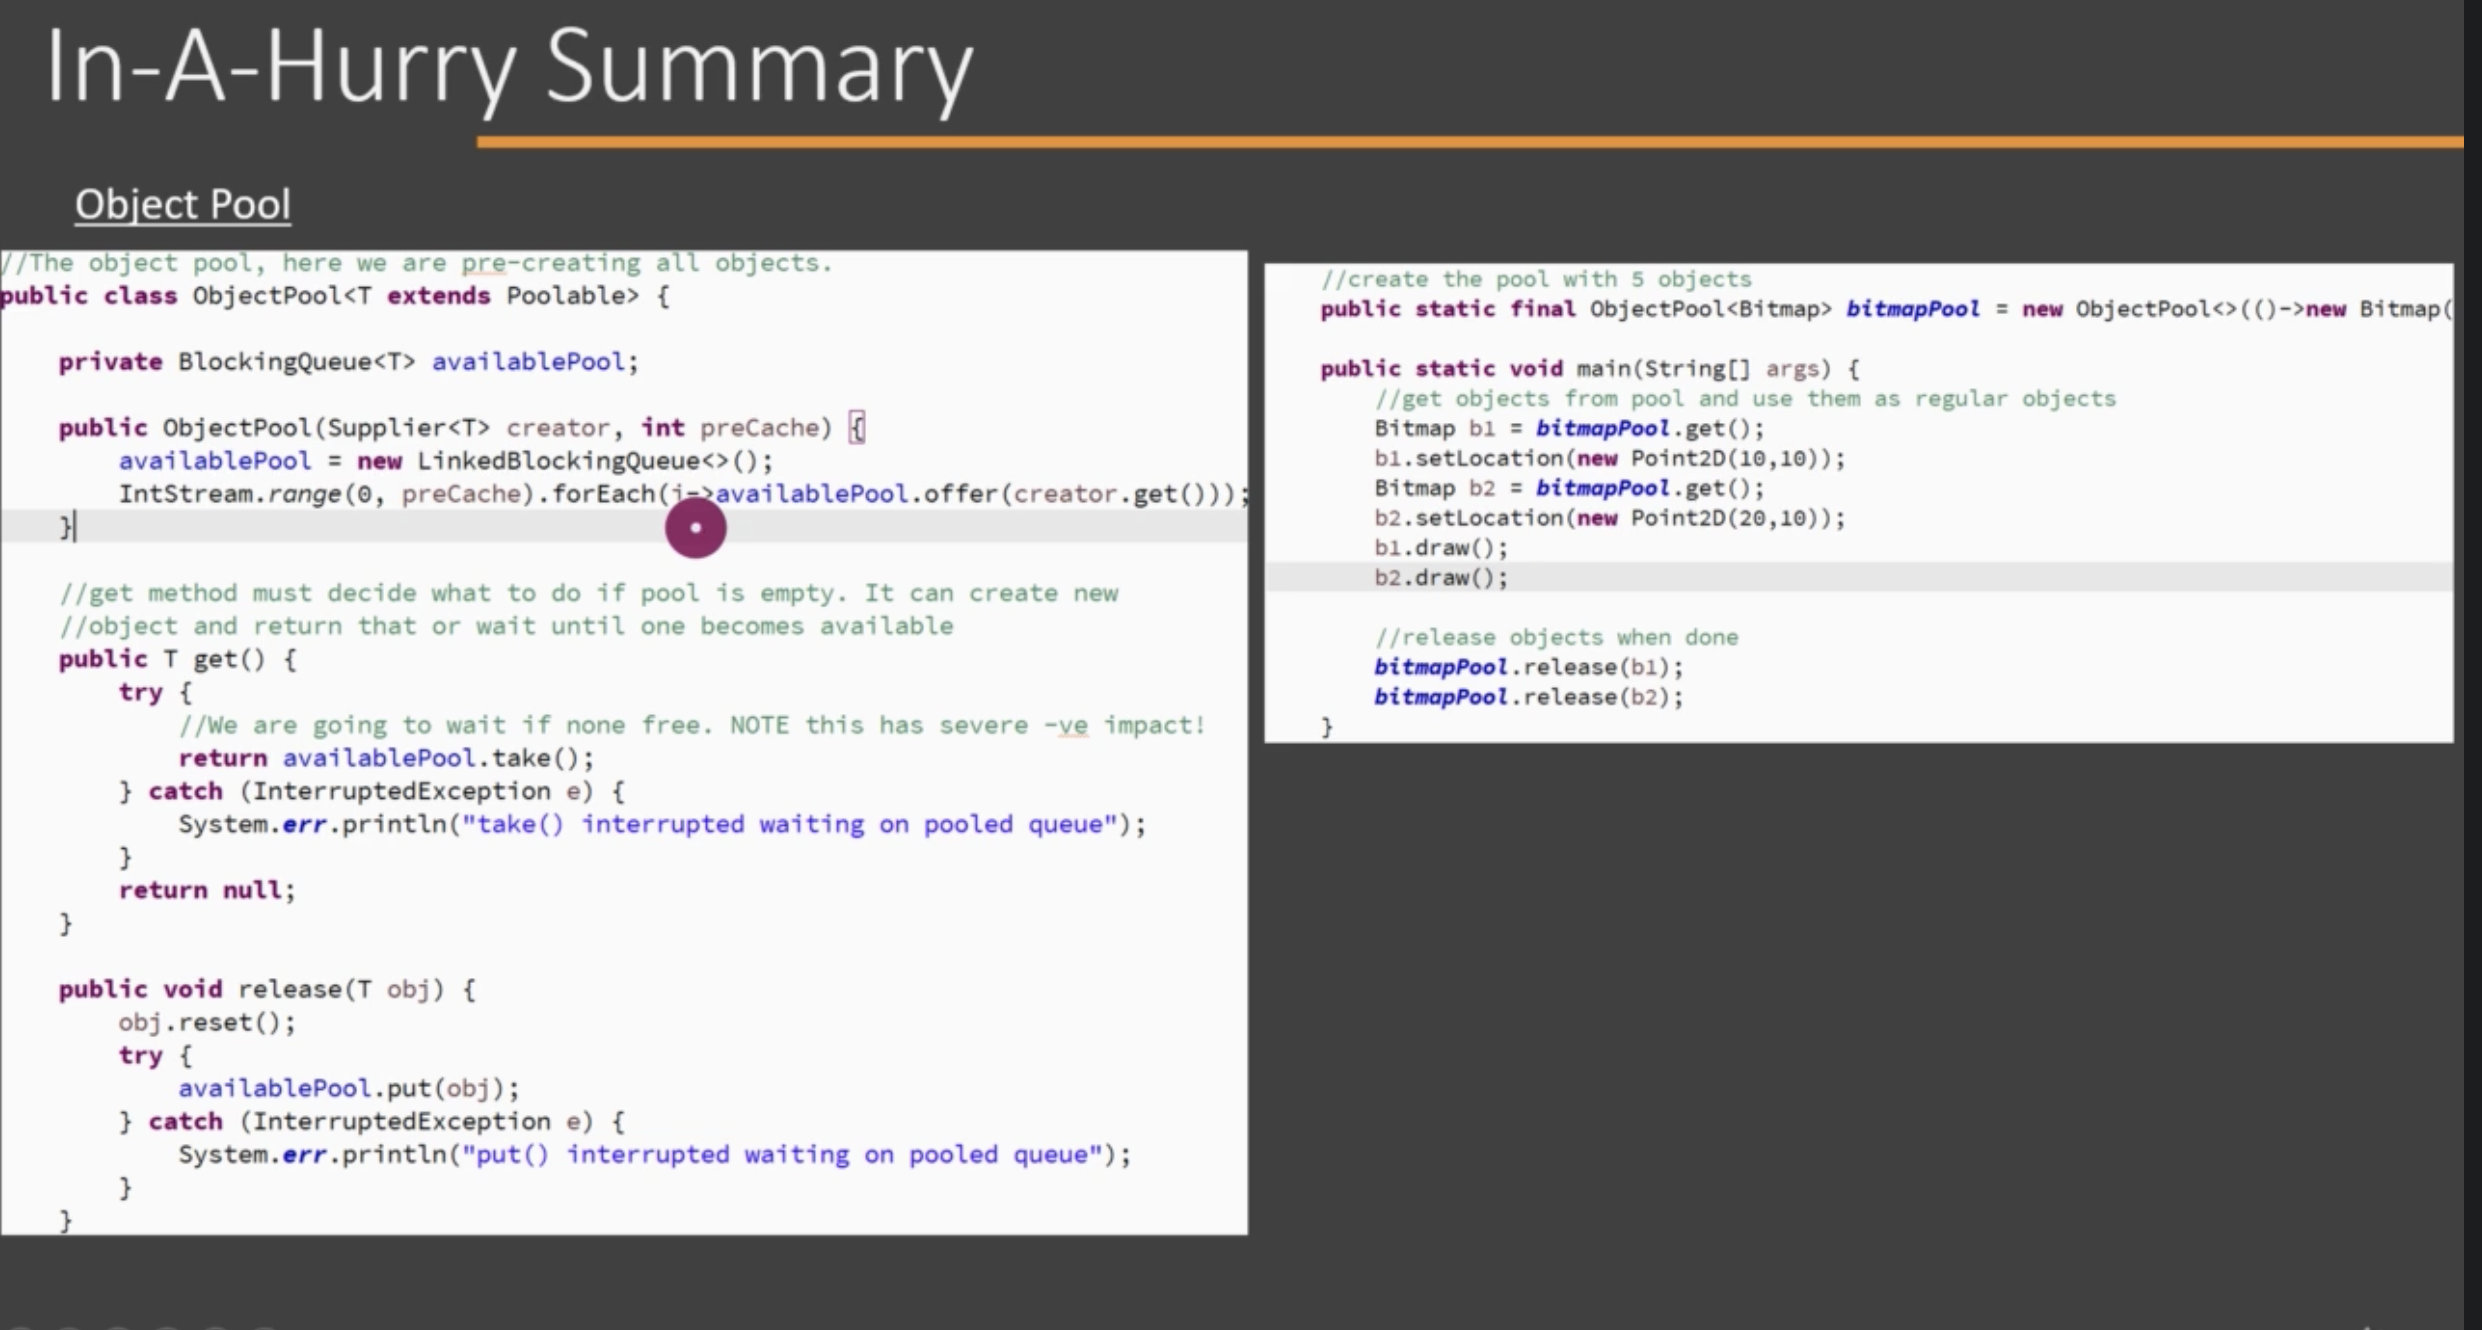 In-A-Hurry Summary
Object Pool
//The object pool, here we are pre-creating all objects.
public class ObjectPool<T extends Poolable> {
private BlockingQueue<T> availablePool;
public ObjectPool(Supplier<T> creator, int preCache) {
availablePool = new LinkedBlockingQueue<>();
IntStream.range(0, preCache).forEach(i->availablePool.offer(creator.get()));
}
//get method must decide what to do if pool is empty. It can create new
//object and return that or wait until one becomes available
public T get() {
try {
//We are going to wait if none free. NOTE this has severe -ve impact!
return availablePool.take();
} catch (InterruptedException e) {
System.err.println("take() interrupted waiting on pooled queue");
}
return null;
}
public void release(T obj) {
obj.reset();
try {
availablePool.put(obj);
} catch (InterruptedException e) {
System.err.println("put() interrupted waiting on pooled queue");
}
}
//create the pool with 5 objects
public static final ObjectPool<Bitmap> bitmapPool = new ObjectPool<>(()->new Bitmap(
public static void main(String[] args) {
//get objects from pool and use them as regular objects
Bitmap b1 = bitmapPool.get();
b1.setLocation(new Point2D(10,10));
Bitmap b2 = bitmapPool.get();
b2.setLocation(new Point2D(20,10));
b1.draw();
b2.draw();
//release objects when done
bitmapPool.release(b1);
bitmapPool.release(b2);
}